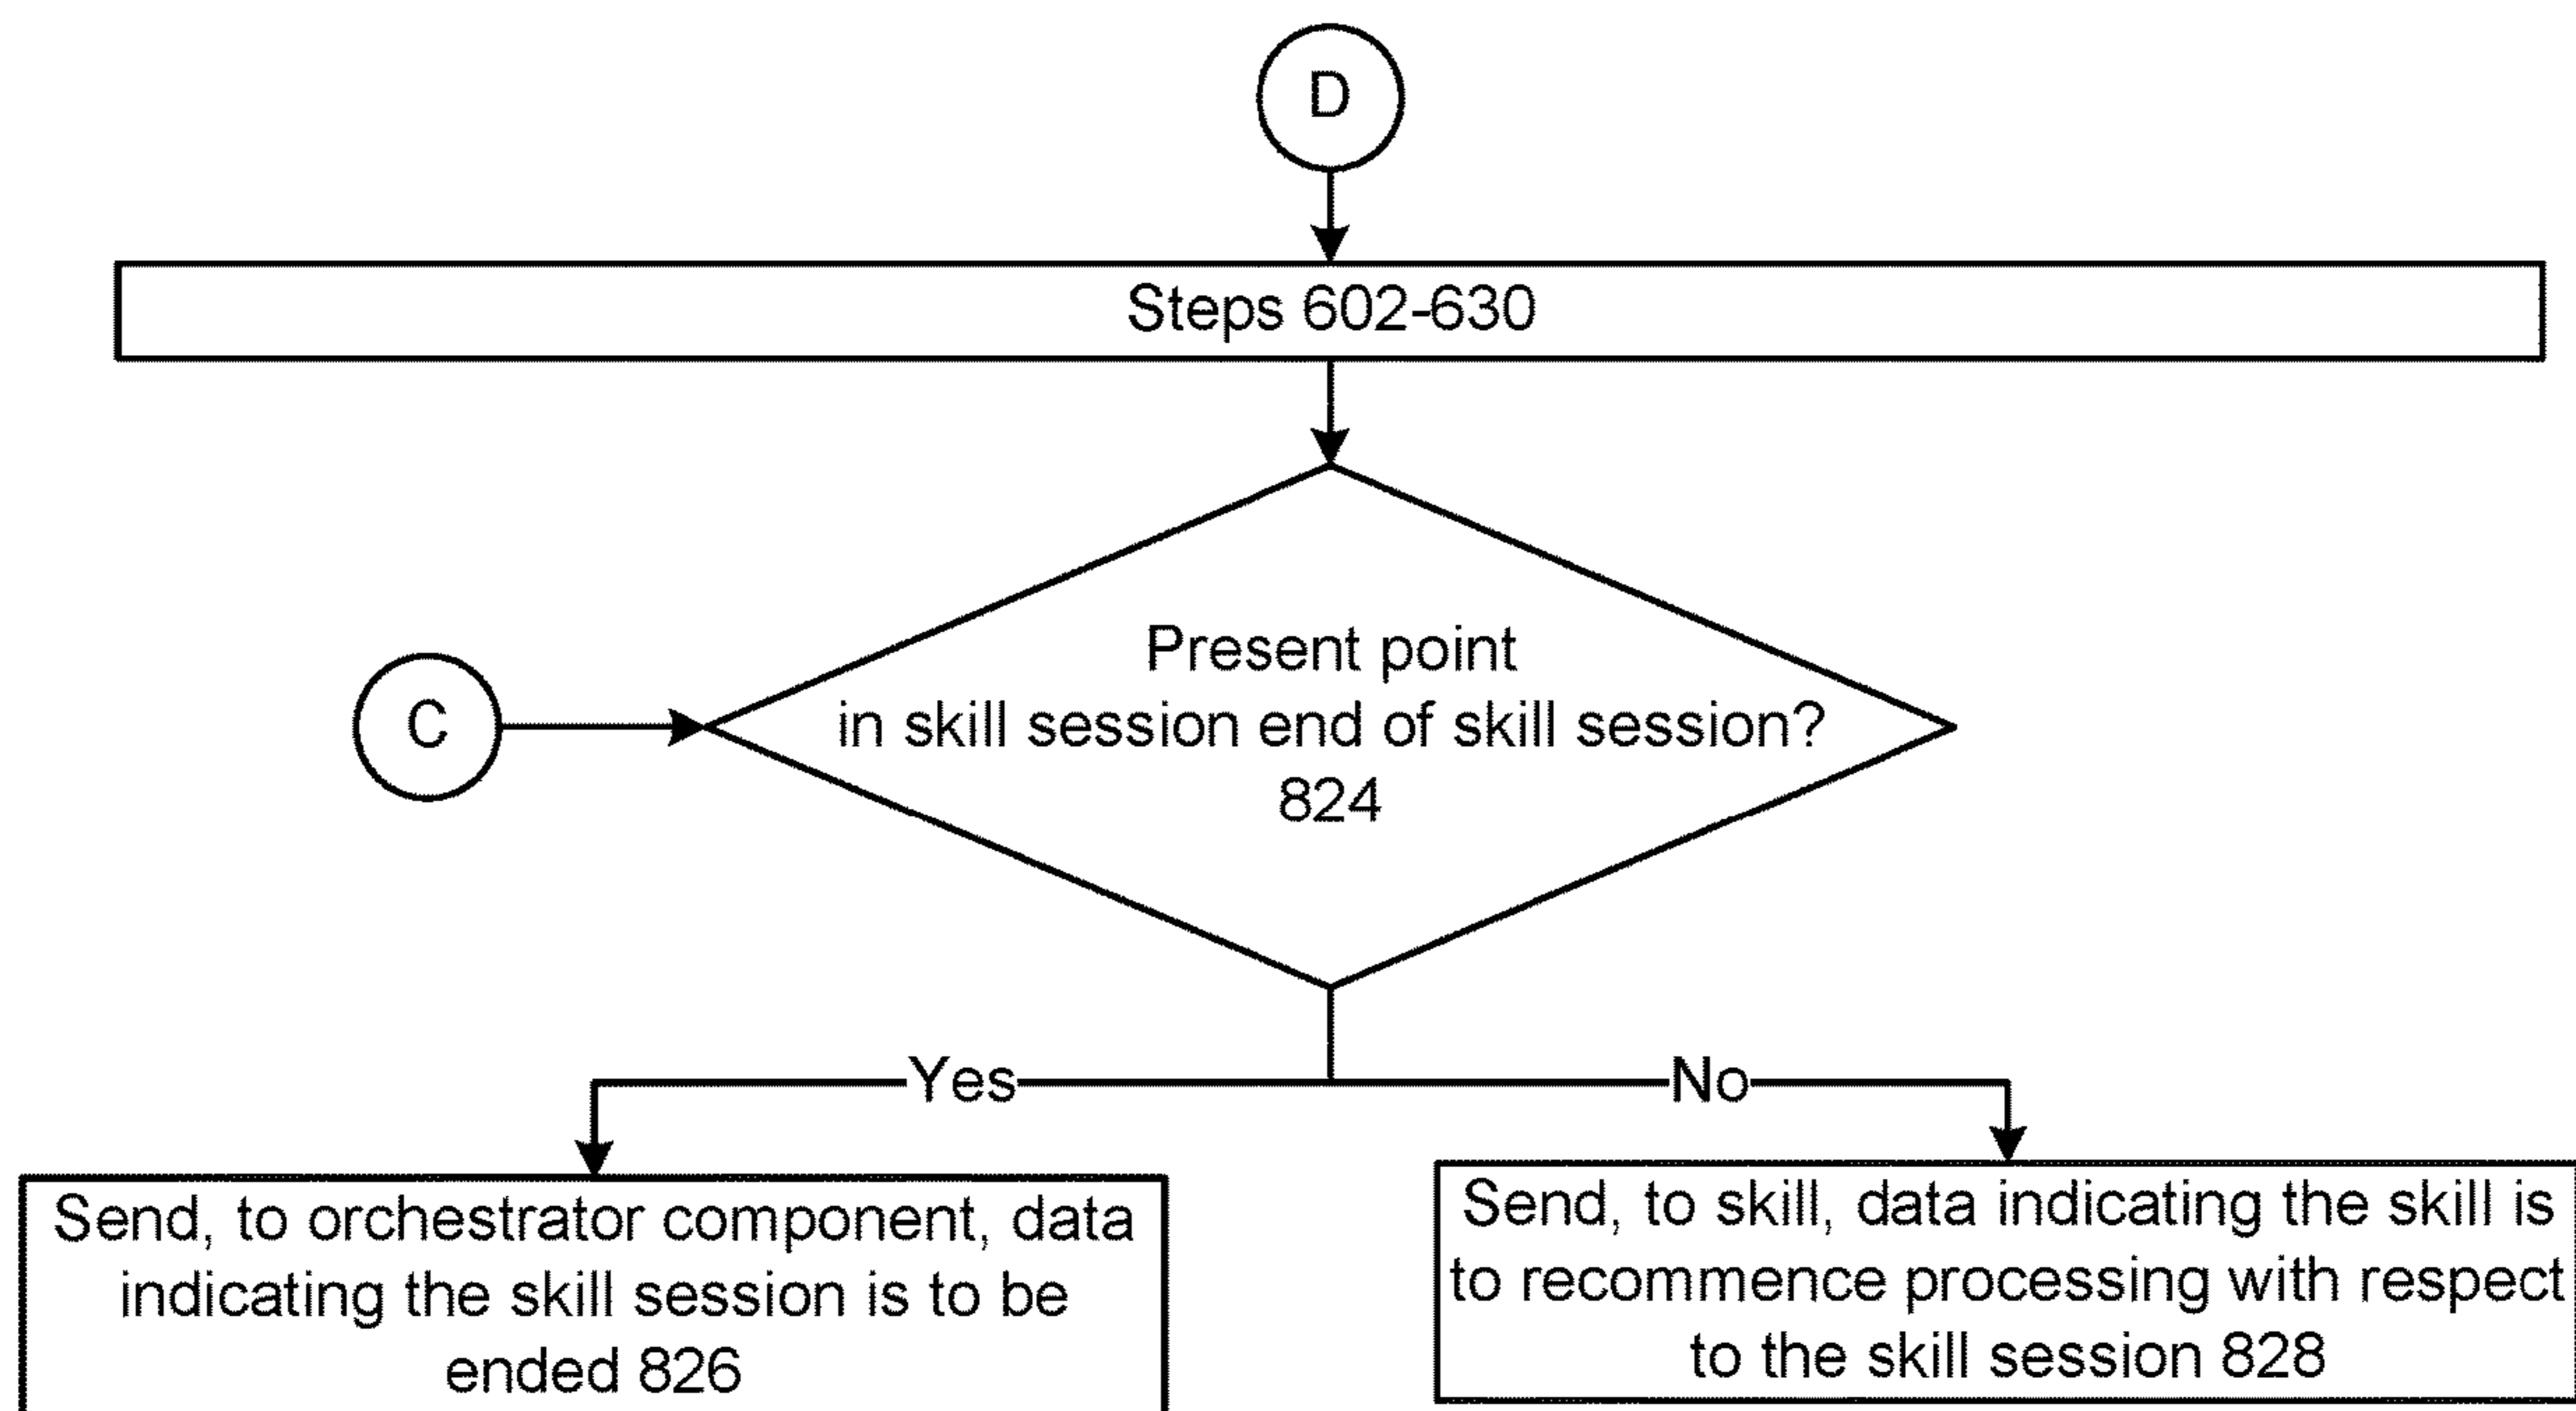 D
Steps 602-630
Present point
in skill session end of skill session?
824
C
Yes
No
Send, to orchestrator component, data
indicating the skill session is to be
ended 826
Send, to skill, data indicating the skill is
to recommence processing with respect
to the skill session 828